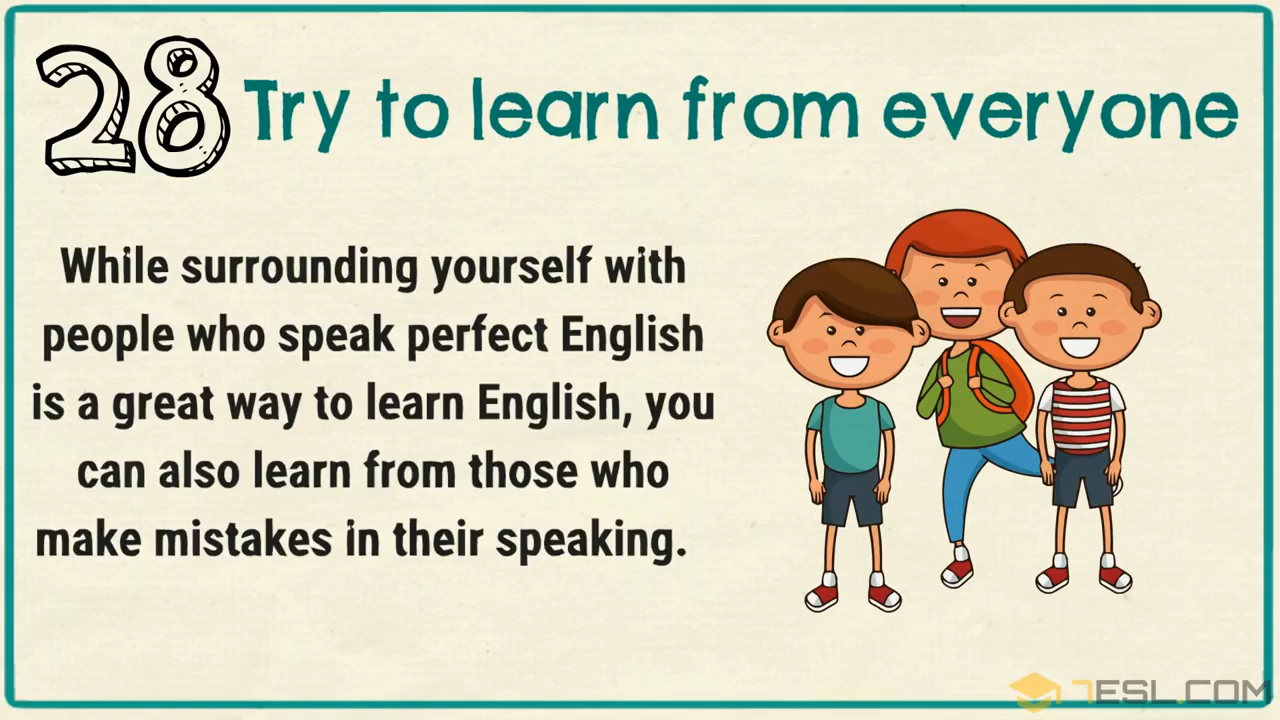 28 Try to learn from everyone
While surrounding yourself with
people who speak perfect English
is a great way to learn English, you
can also learn from those who
make mistakes in their speaking.
7ESL.COM